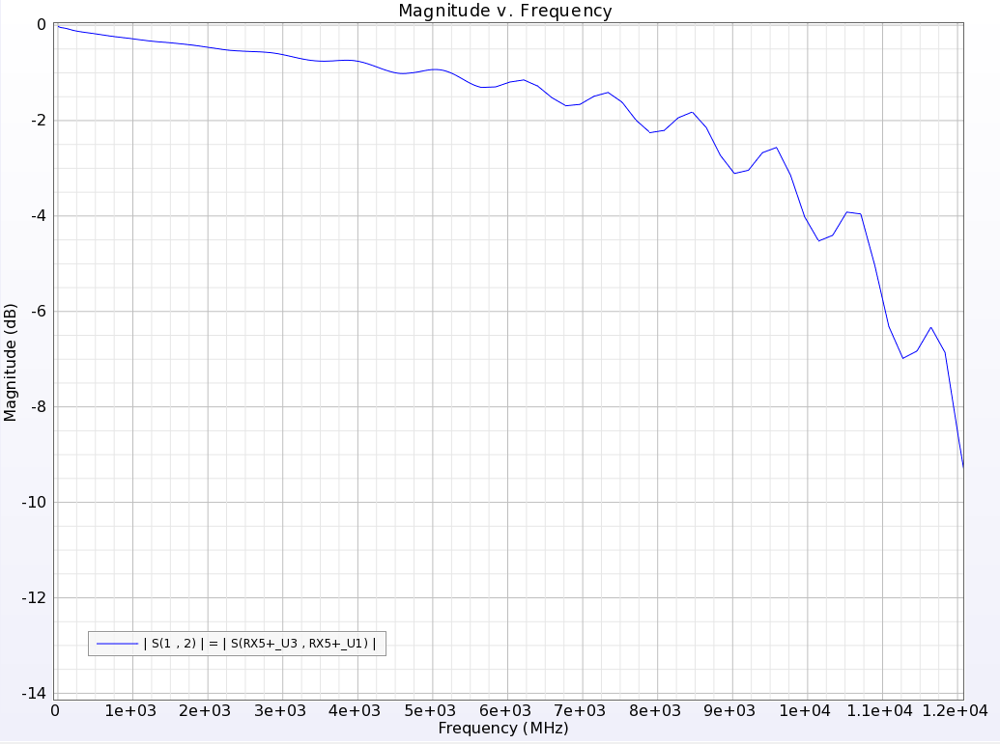 Magnitude v. Frequency
Magnitude (dB)
0
-2
-4
-6
-8
-10
-12
-14
| S(1 , 2) | = | S(RX5+_U3 , RX5+_U1) |
0 1e+03 2e+03 3e+03 4e+03 5e+03 6e+03 7e+03 8e+03 9e+03 1e+04 1.1e+04 1.2e+04
Frequency (MHz)